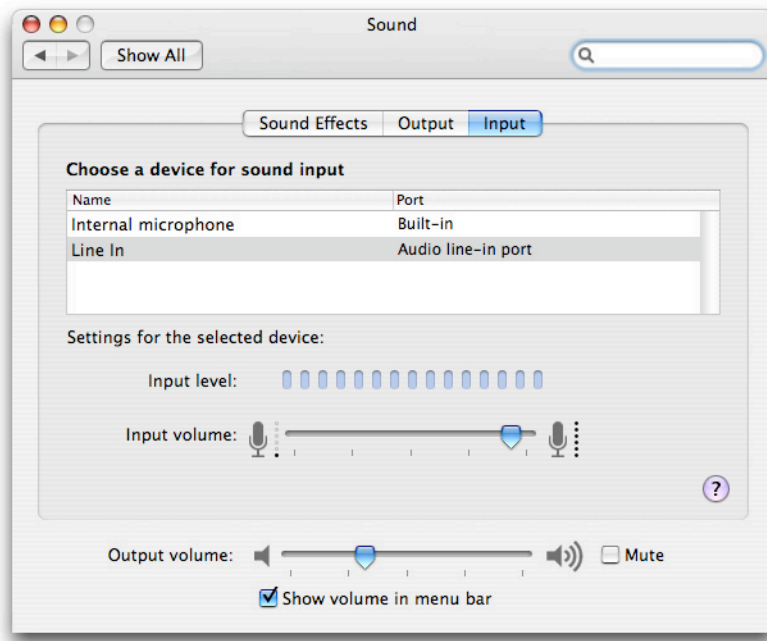 Sound
Show All
Sound Effects Output Input
Choose a device for sound input
Name Port
Internal microphone Built-in
Line In Audio line-in port
Settings for the selected device:
Input level:
Input volume:
?
Output volume: Mute
Show volume in menu bar